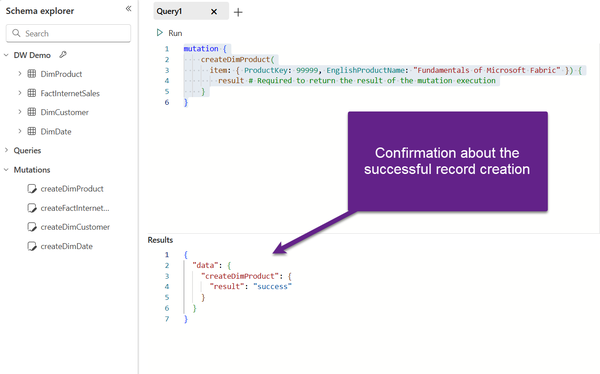 Schema explorer
Search
DW Demo
DimProduct
FactInternetSales
DimCustomer
DimDate
Queries
Mutations
createDimProduct
createFactInternet...
createDimCustomer
createDimDate
Query1
Run
1 mutation {
2 createDimProduct(
3 item: { ProductKey: 99999, EnglishProductName: "Fundamentals of Microsoft Fabric" }) {
4 result # Required to return the result of the mutation execution
5 }
6 }
Confirmation about the
successful record creation
Results
1 {
2 "data": {
3 "createDimProduct": {
4 "result": "success"
5 }
6 }
7 }